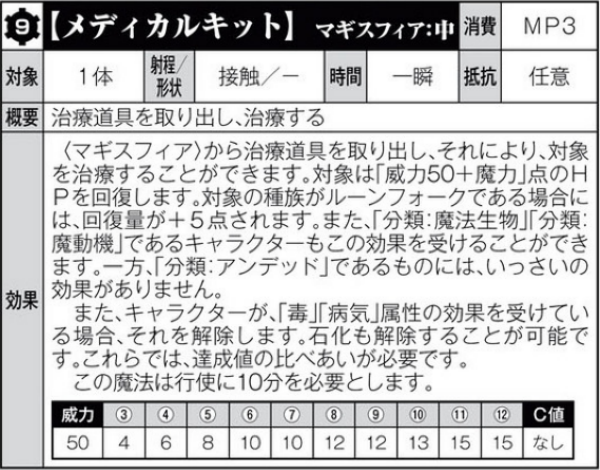 9 【メディカルキット】 マギスフィア:中 消費 MP3
対象 1体 射程/形状 接触/－ 時間 一瞬 抵抗 任意
概要 治療道具を取り出し、治療する
効果
〈マギスフィア〉から治療道具を取り出し、それにより、対象
を治療することができます。対象は「威力50＋魔力」点のH
Pを回復します。対象の種族がルーンフォークである場合に
は、回復量が＋5点されます。また、「分類:魔法生物」「分類:
魔動機」であるキャラクターもこの効果を受けることができ
ます。一方、「分類:アンデッド」であるものには、いっさいの
効果がありません。
また、キャラクターが、「毒」「病気」属性の効果を受けてい
る場合、それを解除します。石化も解除することが可能で
す。これらでは、達成値の比べあいが必要です。
この魔法は行使に10分を必要とします。
威力 ③ ④ ⑤ ⑥ ⑦ ⑧ ⑨ ⑩ ⑪ ⑫ C値
50 4 6 8 10 10 12 12 13 15 15 なし